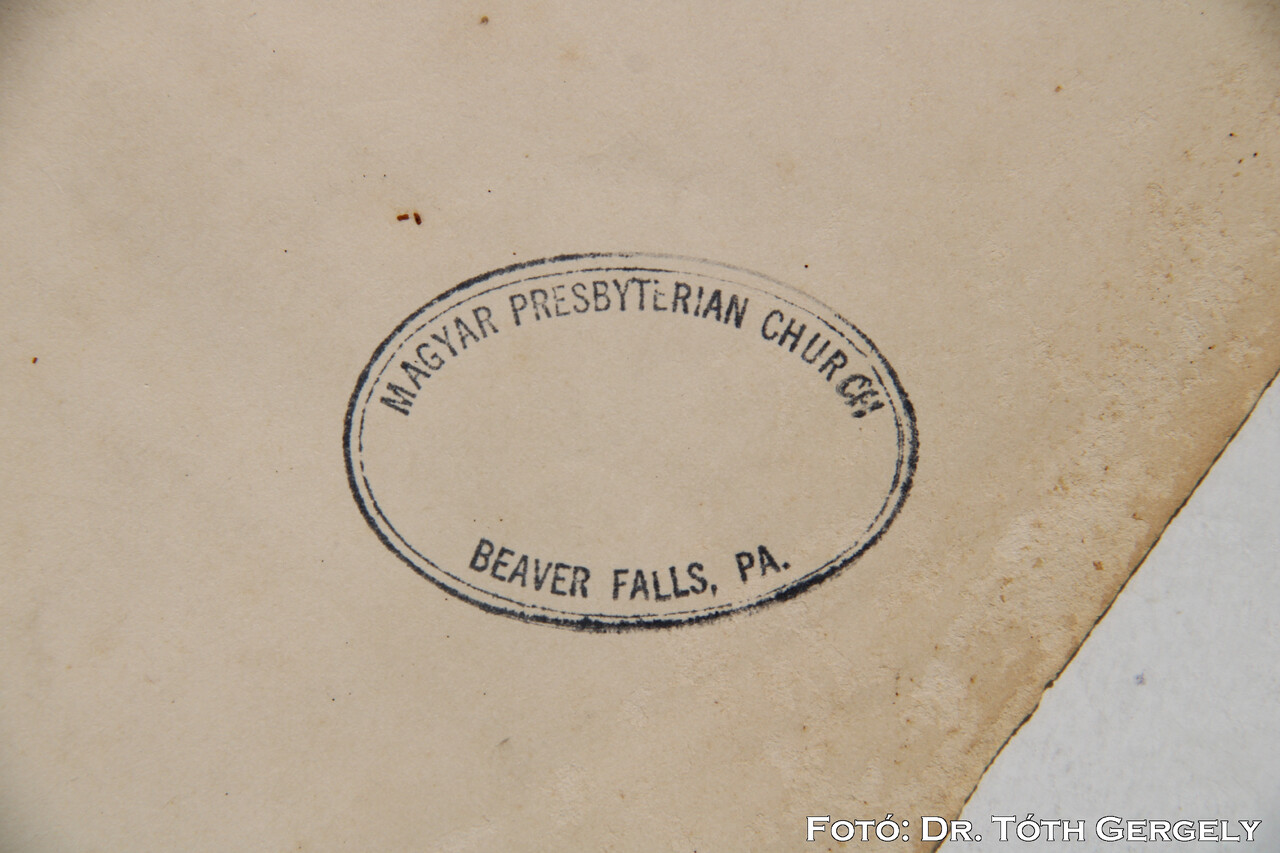 MAGYAR PRESBYTERIAN CHURCH
BEAVER FALLS, PA.
FOTÓ: DR. TÓTH GERGELY